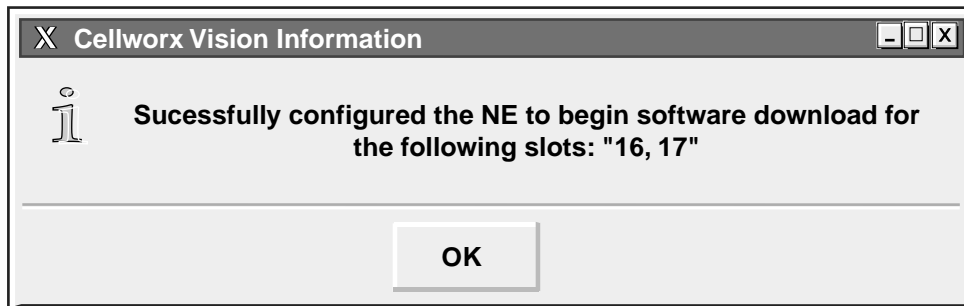 Cellworx Vision Information
Sucessfully configured the NE to begin software download for
the following slots: "16, 17"
OK